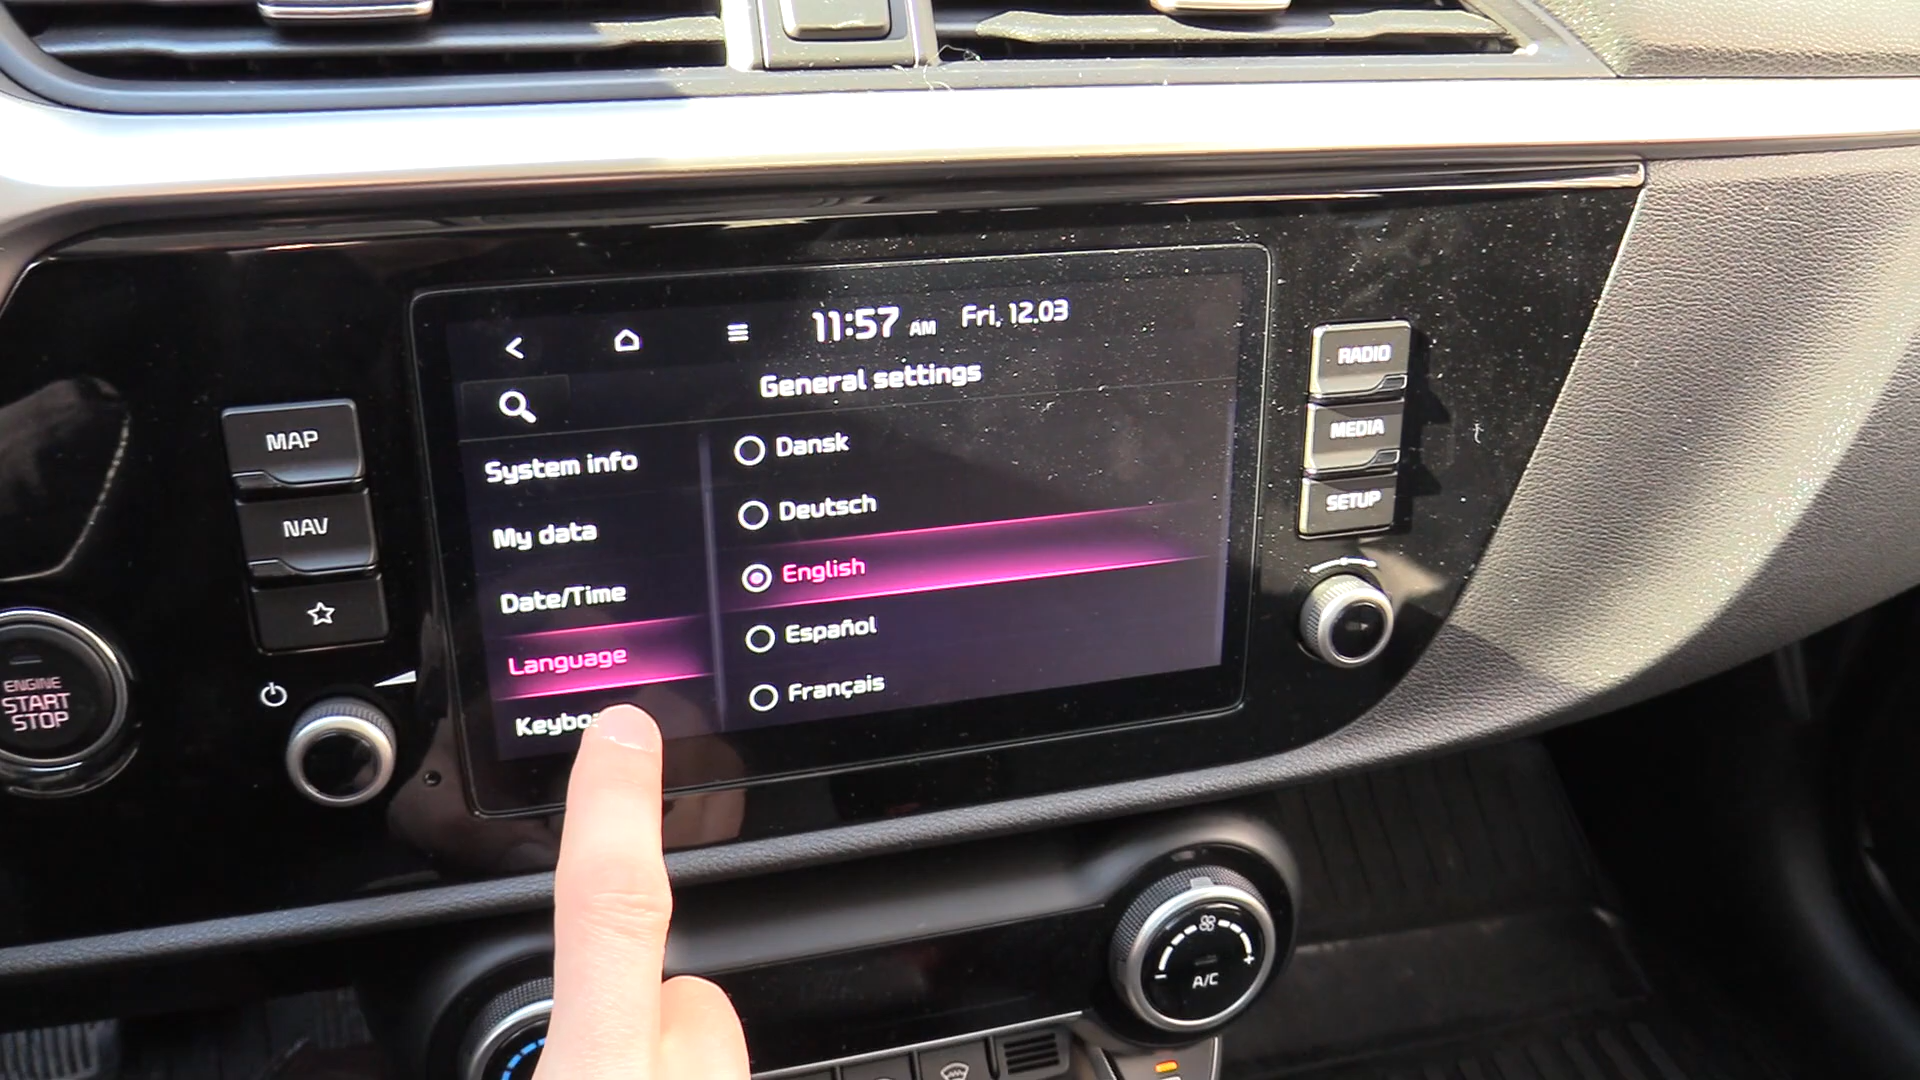 11:57 AM Fri, 12.03
General settings
System info
My data
Date/Time
Language
Dansk
Deutsch
English
Español
Français
MAP
NAV
RADIO
MEDIA
SETUP
ENGINE
START
STOP
A/C